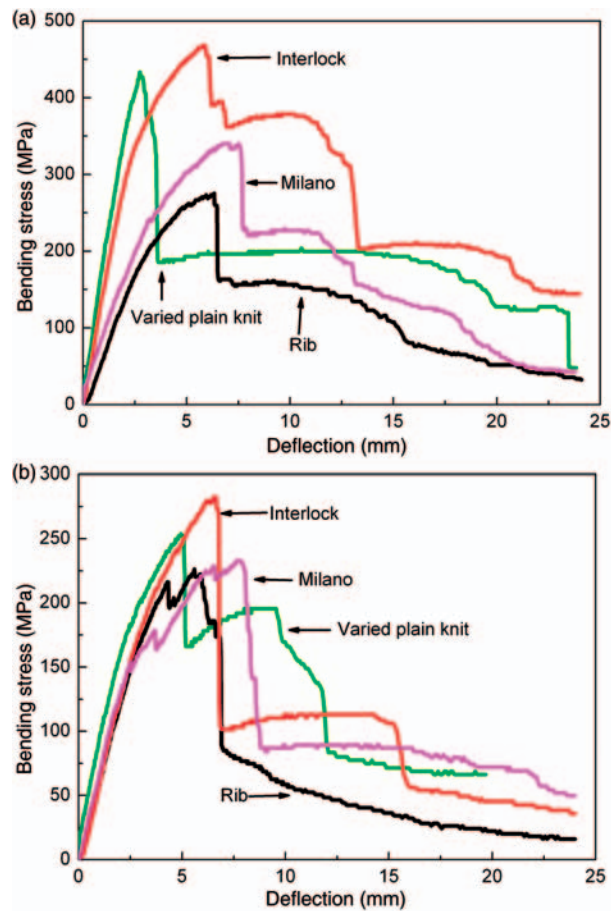 (a)
500
400
300
200
100
0
Bending stress (MPa)
Interlock
Milano
Varied plain knit
Rib
0 5 10 15 20 25
Deflection (mm)
(b)
300
250
200
150
100
50
0
Bending stress (MPa)
Interlock
Milano
Varied plain knit
Rib
0 5 10 15 20 25
Deflection (mm)